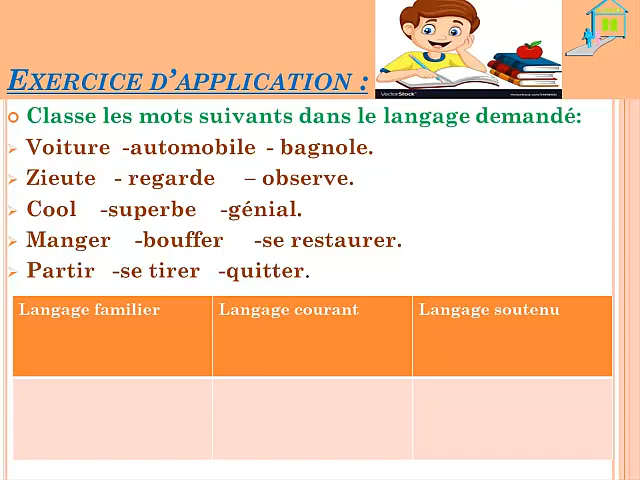 EXERCICE D'APPLICATION :
Classe les mots suivants dans le langage demandé:
Voiture -automobile - bagnole.
Zieute - regarde – observe.
Cool -superbe -génial.
Manger -bouffer -se restaurer.
Partir -se tirer -quitter.
Langage familier Langage courant Langage soutenu
VectorStock